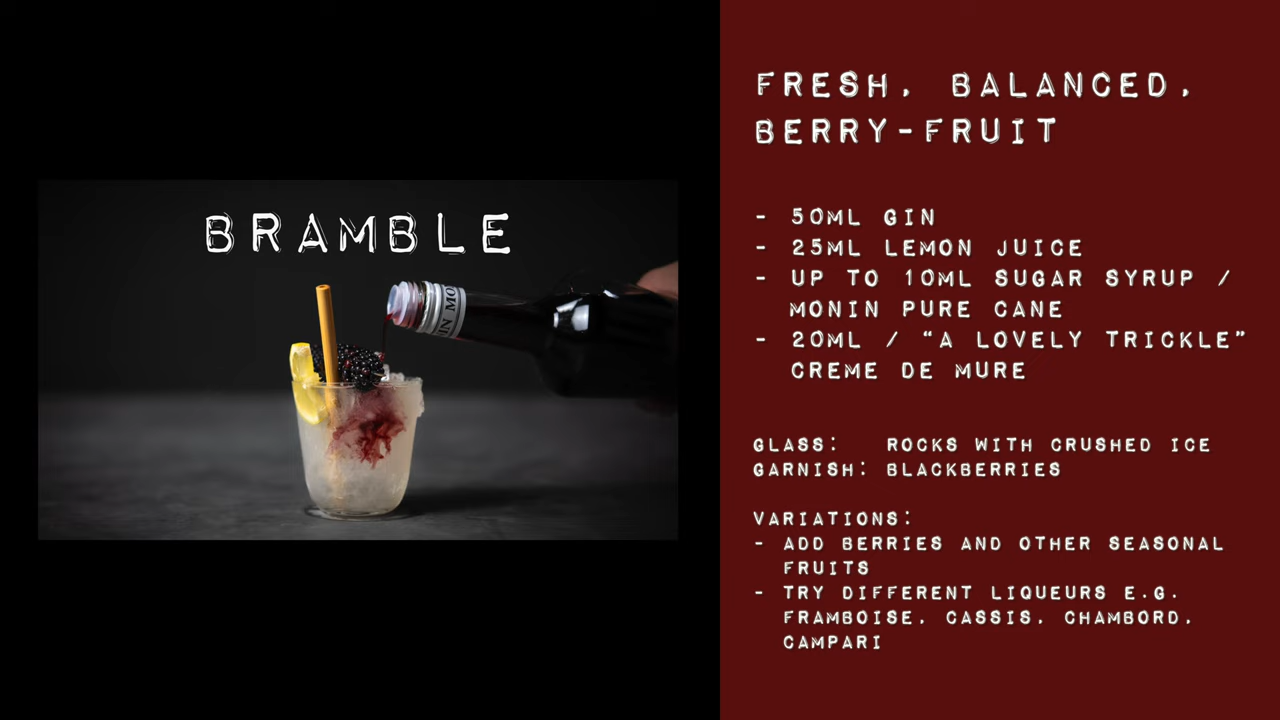 BRAMBLE
IN MO
FRESH, BALANCED,
BERRY-FRUIT
- 50ML GIN
- 25ML LEMON JUICE
- UP TO 10ML SUGAR SYRUP /
MONIN PURE CANE
- 20ML / “A LOVELY TRICKLE”
CREME DE MURE
GLASS: ROCKS WITH CRUSHED ICE
GARNISH: BLACKBERRIES
VARIATIONS:
- ADD BERRIES AND OTHER SEASONAL
FRUITS
- TRY DIFFERENT LIQUEURS E.G.
FRAMBOISE, CASSIS, CHAMBORD,
CAMPARI